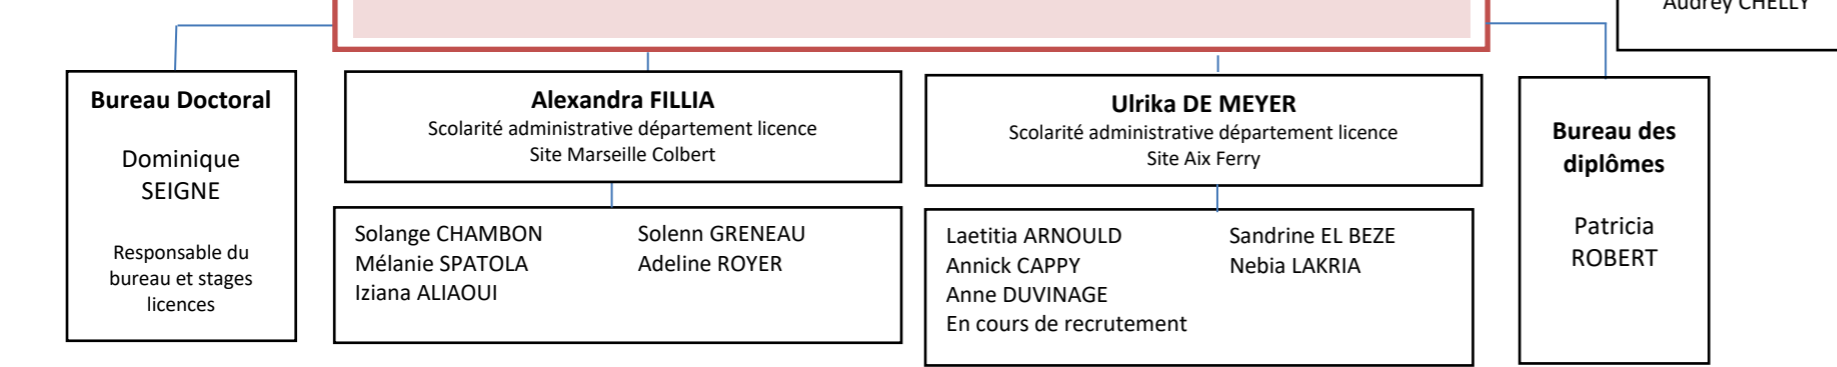 Audrey CHELLY
Bureau Doctoral
Dominique
SEIGNE
Responsable du
bureau et stages
licences
Alexandra FILLIA
Scolarité administrative département licence
Site Marseille Colbert
Solange CHAMBON
Mélanie SPATOLA
Iziana ALIAOUI
Solenn GRENEAU
Adeline ROYER
Ulrika DE MEYER
Scolarité administrative département licence
Site Aix Ferry
Laetitia ARNOULD
Annick CAPPY
Anne DUVINAGE
En cours de recrutement
Sandrine EL BEZE
Nebia LAKRIA
Bureau des
diplômes
Patricia
ROBERT